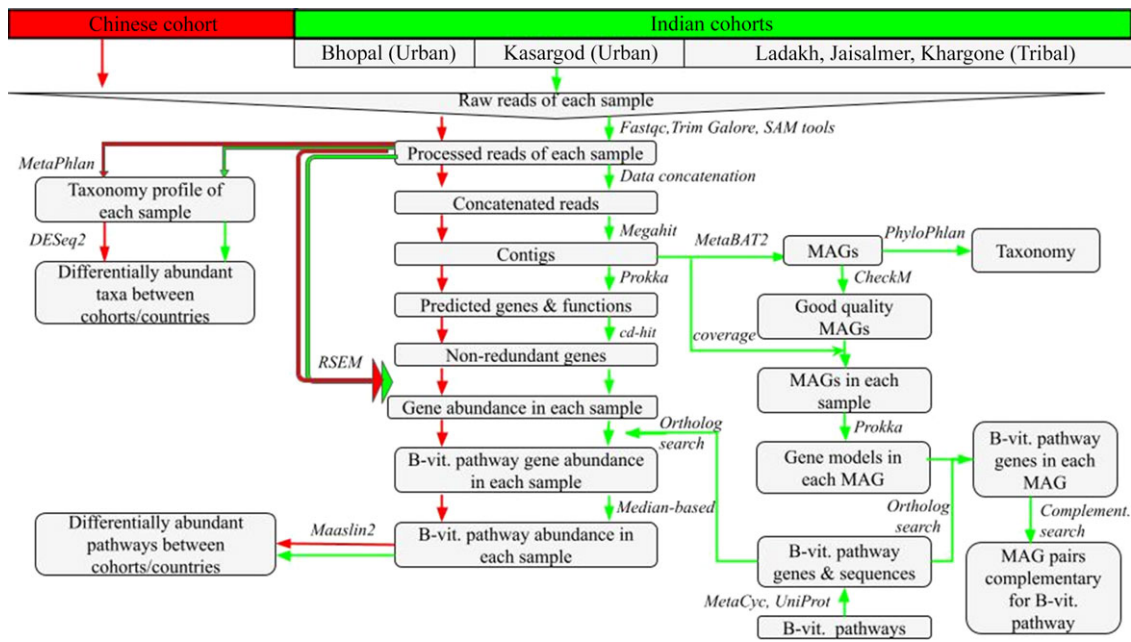 Chinese cohort
Indian cohorts
Bhopal (Urban)
Kasargod (Urban)
Ladakh, Jaisalmer, Khargone (Tribal)
Raw reads of each sample
Fastqc,Trim Galore, SAM tools
MetaPhlan
Processed reads of each sample
Data concatenation
Taxonomy profile of
each sample
Concatenated reads
DESeq2
Megahit
MetaBAT2
PhyloPhlan
Contigs
MAGs
Taxonomy
Differentially abundant
taxa between
cohorts/countries
Prokka
CheckM
Predicted genes & functions
Good quality
MAGs
cd-hit
coverage
RSEM
Non-redundant genes
MAGs in each
sample
Gene abundance in each sample
Ortholog
search
Prokka
B-vit. pathway gene abundance
in each sample
Gene models in
each MAG
B-vit. pathway
genes in each
MAG
Median-based
Ortholog
search
Complement.
search
Differentially abundant
pathways between
cohorts/countries
Maaslin2
B-vit. pathway abundance in
each sample
B-vit. pathway
genes & sequences
MAG pairs
complementary
for B-vit.
pathway
MetaCyc, UniProt
B-vit. pathways